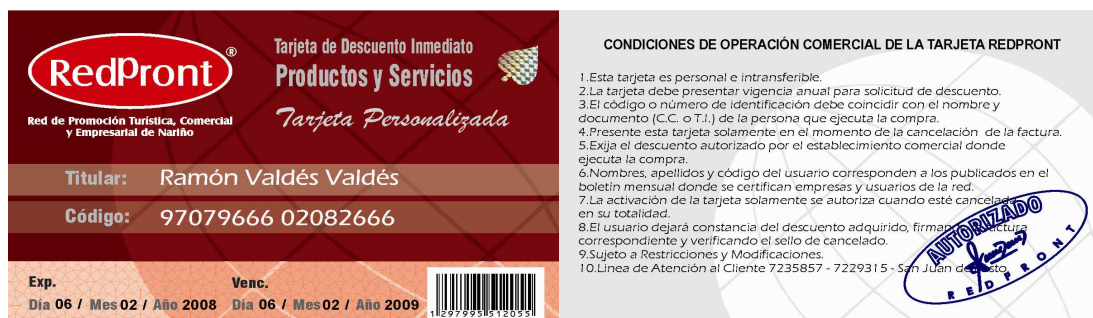 RedPront®
Red de Promoción Turística, Comercial
y Empresarial de Nariño
Tarjeta de Descuento Inmediato
Productos y Servicios
Tarjeta Personalizada
Titular: Ramón Valdés Valdés
Código: 97079666 02082666
Exp.
Día 06 / Mes 02 / Año 2008
Venc.
Día 06 / Mes 02 / Año 2009
1 297995 512055
CONDICIONES DE OPERACIÓN COMERCIAL DE LA TARJETA REDPRONT
1.Esta tarjeta es personal e intransferible.
2.La tarjeta debe presentar vigencia anual para solicitud de descuento.
3.El código o número de identificación debe coincidir con el nombre y
documento (C.C. o T.I.) de la persona que ejecuta la compra.
4.Presente esta tarjeta solamente en el momento de la cancelación de la factura.
5.Exija el descuento autorizado por el establecimiento comercial donde
ejecuta la compra.
6.Nombres, apellidos y código del usuario corresponden a los publicados en el
boletín mensual donde se certifican empresas y usuarios de la red.
7.La activación de la tarjeta solamente se autoriza cuando esté cancelada
en su totalidad.
8.El usuario dejará constancia del descuento adquirido, factura
correspondiente y verificando el sello de cancelado.
9.Sujeto a Restricciones y Modificaciones.
10.Linea de Atención al Cliente 7235857 - 7229315 - San Juan de Pasto
AUTORIZADO
REDPRONT